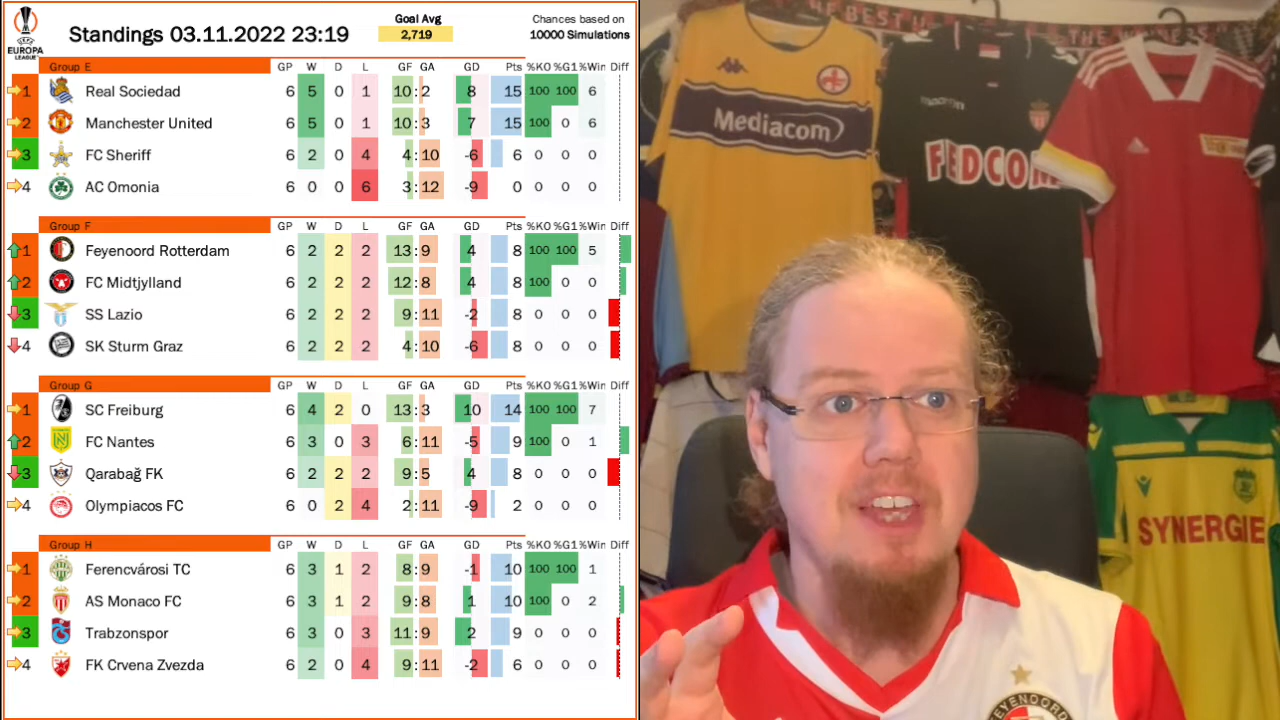 UEFA
EUROPA
LEAGUE
Standings 03.11.2022 23:19
Goal Avg
2,719
Chances based on
10000 Simulations
Group E GP W D L GF GA GD Pts %KO %G1 %Win Diff
1 Real Sociedad 6 5 0 1 10:2 8 15 100 100 6
2 Manchester United 6 5 0 1 10:3 7 15 100 0 6
3 FC Sheriff 6 2 0 4 4:10 -6 6 0 0 0
4 AC Omonia 6 0 0 6 3:12 -9 0 0 0 0
Group F GP W D L GF GA GD Pts %KO %G1 %Win Diff
1 Feyenoord Rotterdam 6 2 2 2 13:9 4 8 100 100 5
2 FC Midtjylland 6 2 2 2 12:8 4 8 100 0 0
3 SS Lazio 6 2 2 2 9:11 -2 8 0 0 0
4 SK Sturm Graz 6 2 2 2 4:10 -6 8 0 0 0
Group G GP W D L GF GA GD Pts %KO %G1 %Win Diff
1 SC Freiburg 6 4 2 0 13:3 10 14 100 100 7
2 FC Nantes 6 3 0 3 6:11 -5 9 100 0 1
3 Qarabağ FK 6 2 2 2 9:5 4 8 0 0 0
4 Olympiacos FC 6 0 2 4 2:11 -9 2 0 0 0
Group H GP W D L GF GA GD Pts %KO %G1 %Win Diff
1 Ferencvárosi TC 6 3 1 2 8:9 -1 10 100 100 1
2 AS Monaco FC 6 3 1 2 9:8 1 10 100 0 2
3 Trabzonspor 6 3 0 3 11:9 2 9 0 0 0
4 FK Crvena Zvezda 6 2 0 4 9:11 -2 6 0 0 0
THE BEST
THE WINNERS
Mediacom
macron
FEDCOM
SYNERGIE
FEYENOORD